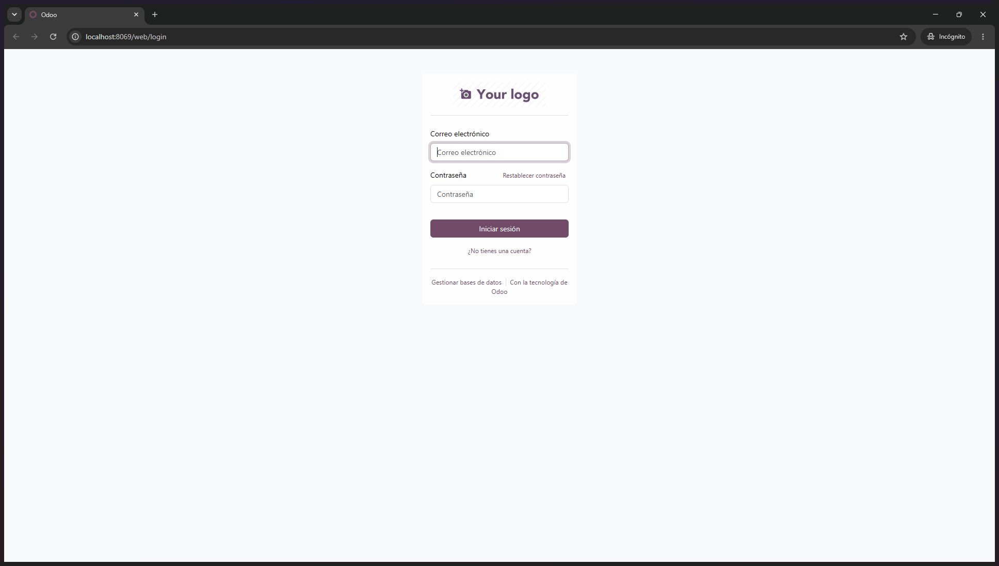 Odoo
localhost:8069/web/login
Incógnito
Your logo
Correo electrónico
Correo electrónico
Contraseña Restablecer contraseña
Contraseña
Iniciar sesión
¿No tienes una cuenta?
Gestionar bases de datos Con la tecnología de
Odoo